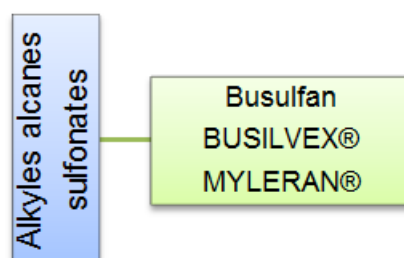 Alkyles alcanes
sulfonates
Busulfan
BUSILVEX®
MYLERAN®